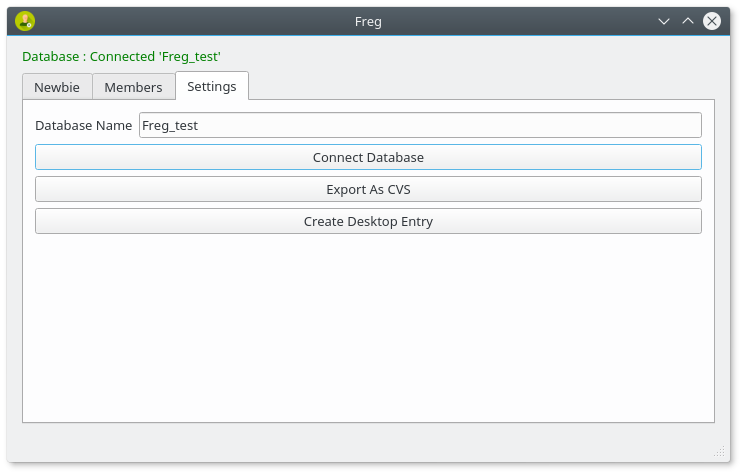 Freg
Database : Connected 'Freg_test'
Newbie Members Settings
Database Name Freg_test
Connect Database
Export As CVS
Create Desktop Entry